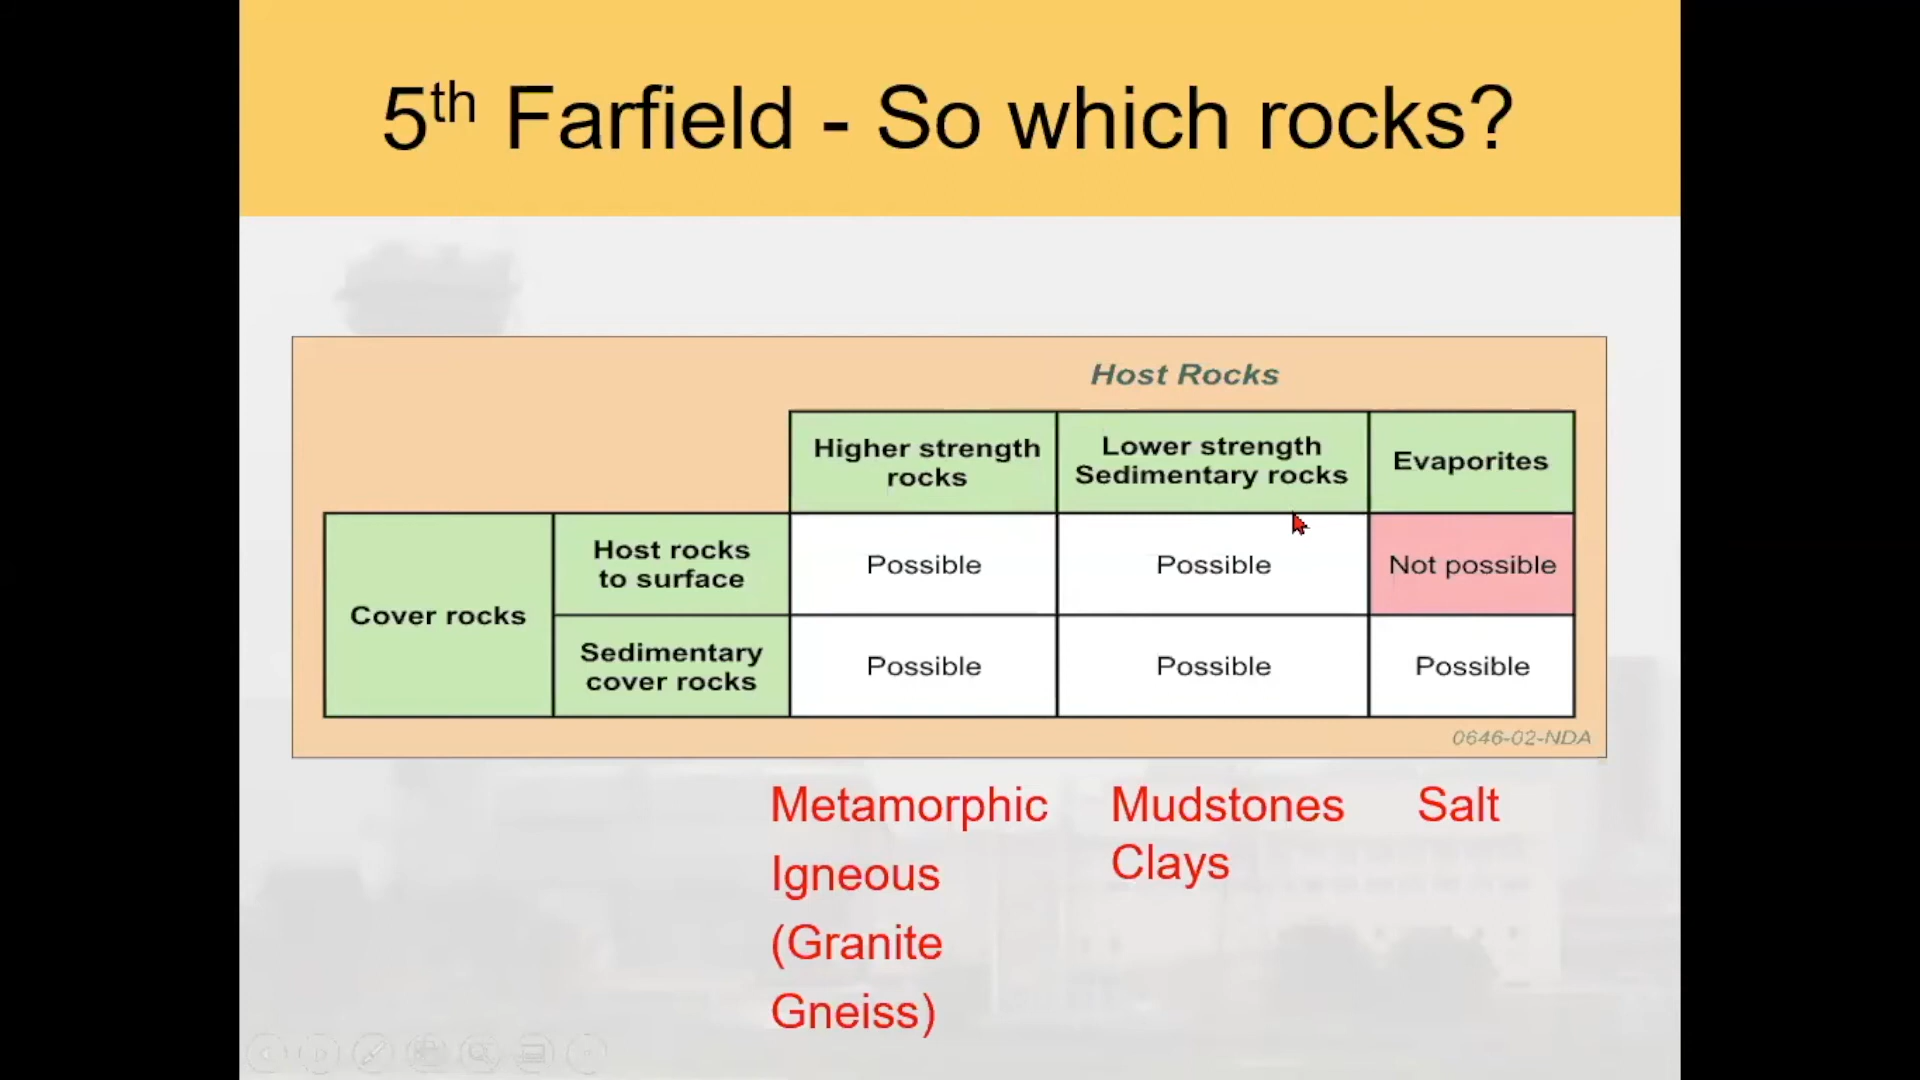 5th Farfield - So which rocks?
Host Rocks
Higher strength
rocks
Lower strength
Sedimentary rocks
Evaporites
Cover rocks
Host rocks
to surface
Possible
Possible
Not possible
Sedimentary
cover rocks
Possible
Possible
Possible
0646-02-NDA
Metamorphic
Igneous
(Granite
Gneiss)
Mudstones
Clays
Salt